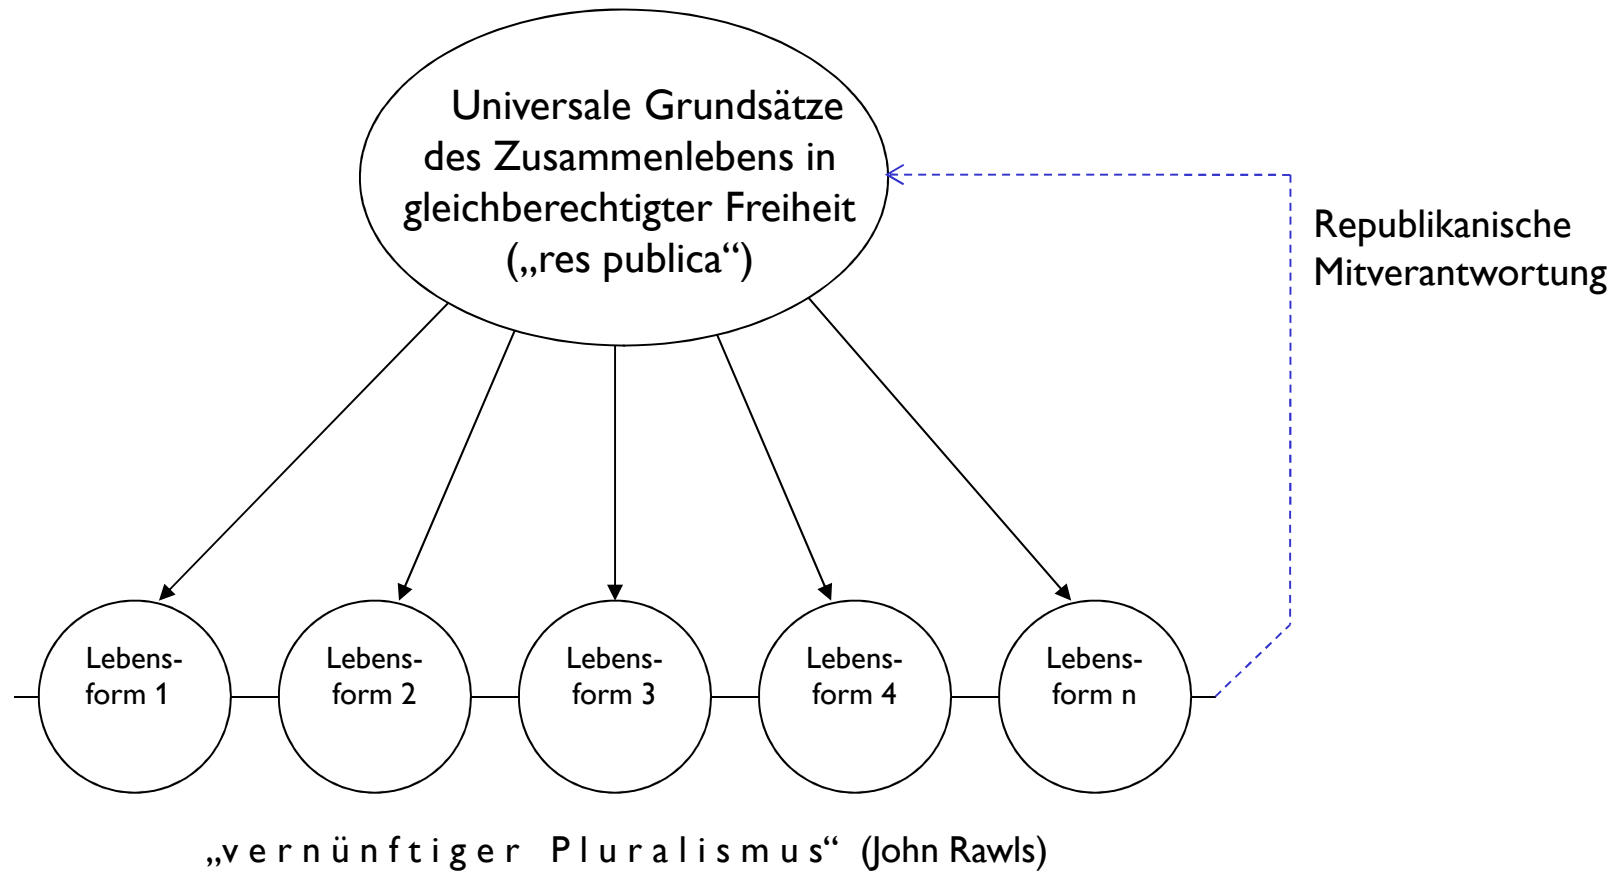 Universale Grundsätze
des Zusammenlebens in
gleichberechtigter Freiheit
(„res publica“)
Republikanische
Mitverantwortung
Lebens-
form 1
Lebens-
form 2
Lebens-
form 3
Lebens-
form 4
Lebens-
form n
„v e r n ü n f t i g e r   P l u r a l i s m u s“ (John Rawls)